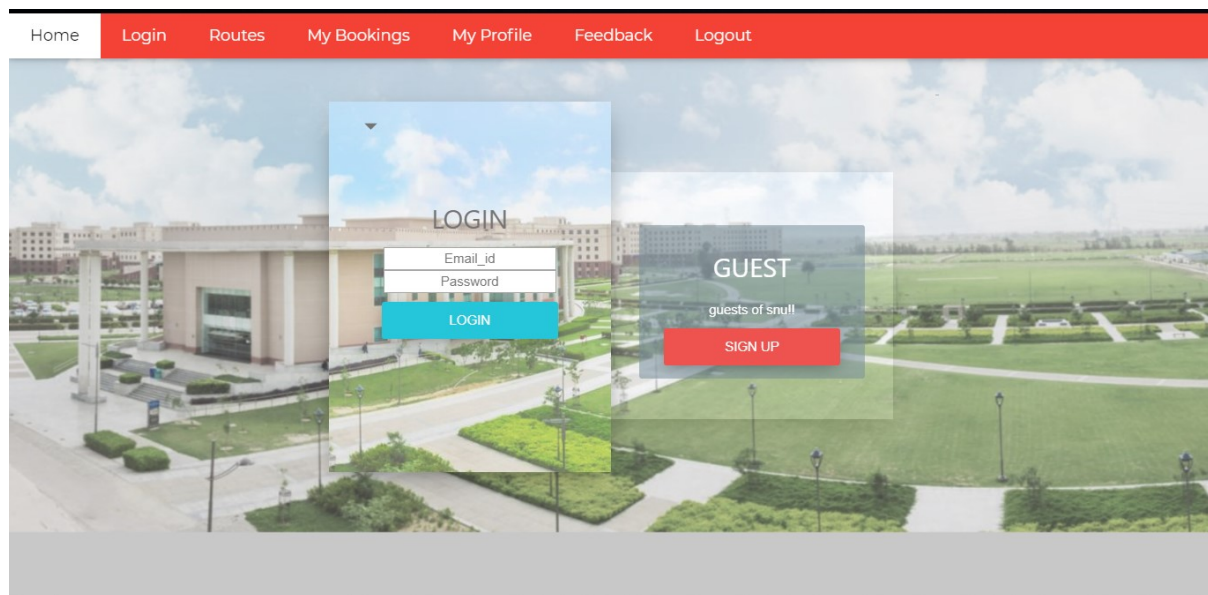 Home Login Routes My Bookings My Profile Feedback Logout
LOGIN
Email_id
Password
LOGIN
GUEST
guests of snu!!
SIGN UP